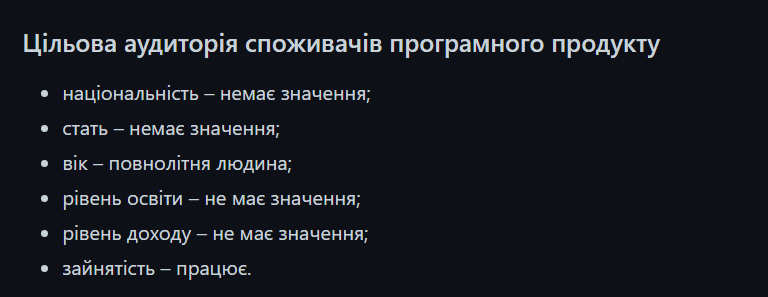 Цільова аудиторія споживачів програмного продукту
• національність – немає значення;
• стать – немає значення;
• вік – повнолітня людина;
• рівень освіти – не має значення;
• рівень доходу – не має значення;
• зайнятість – працює.